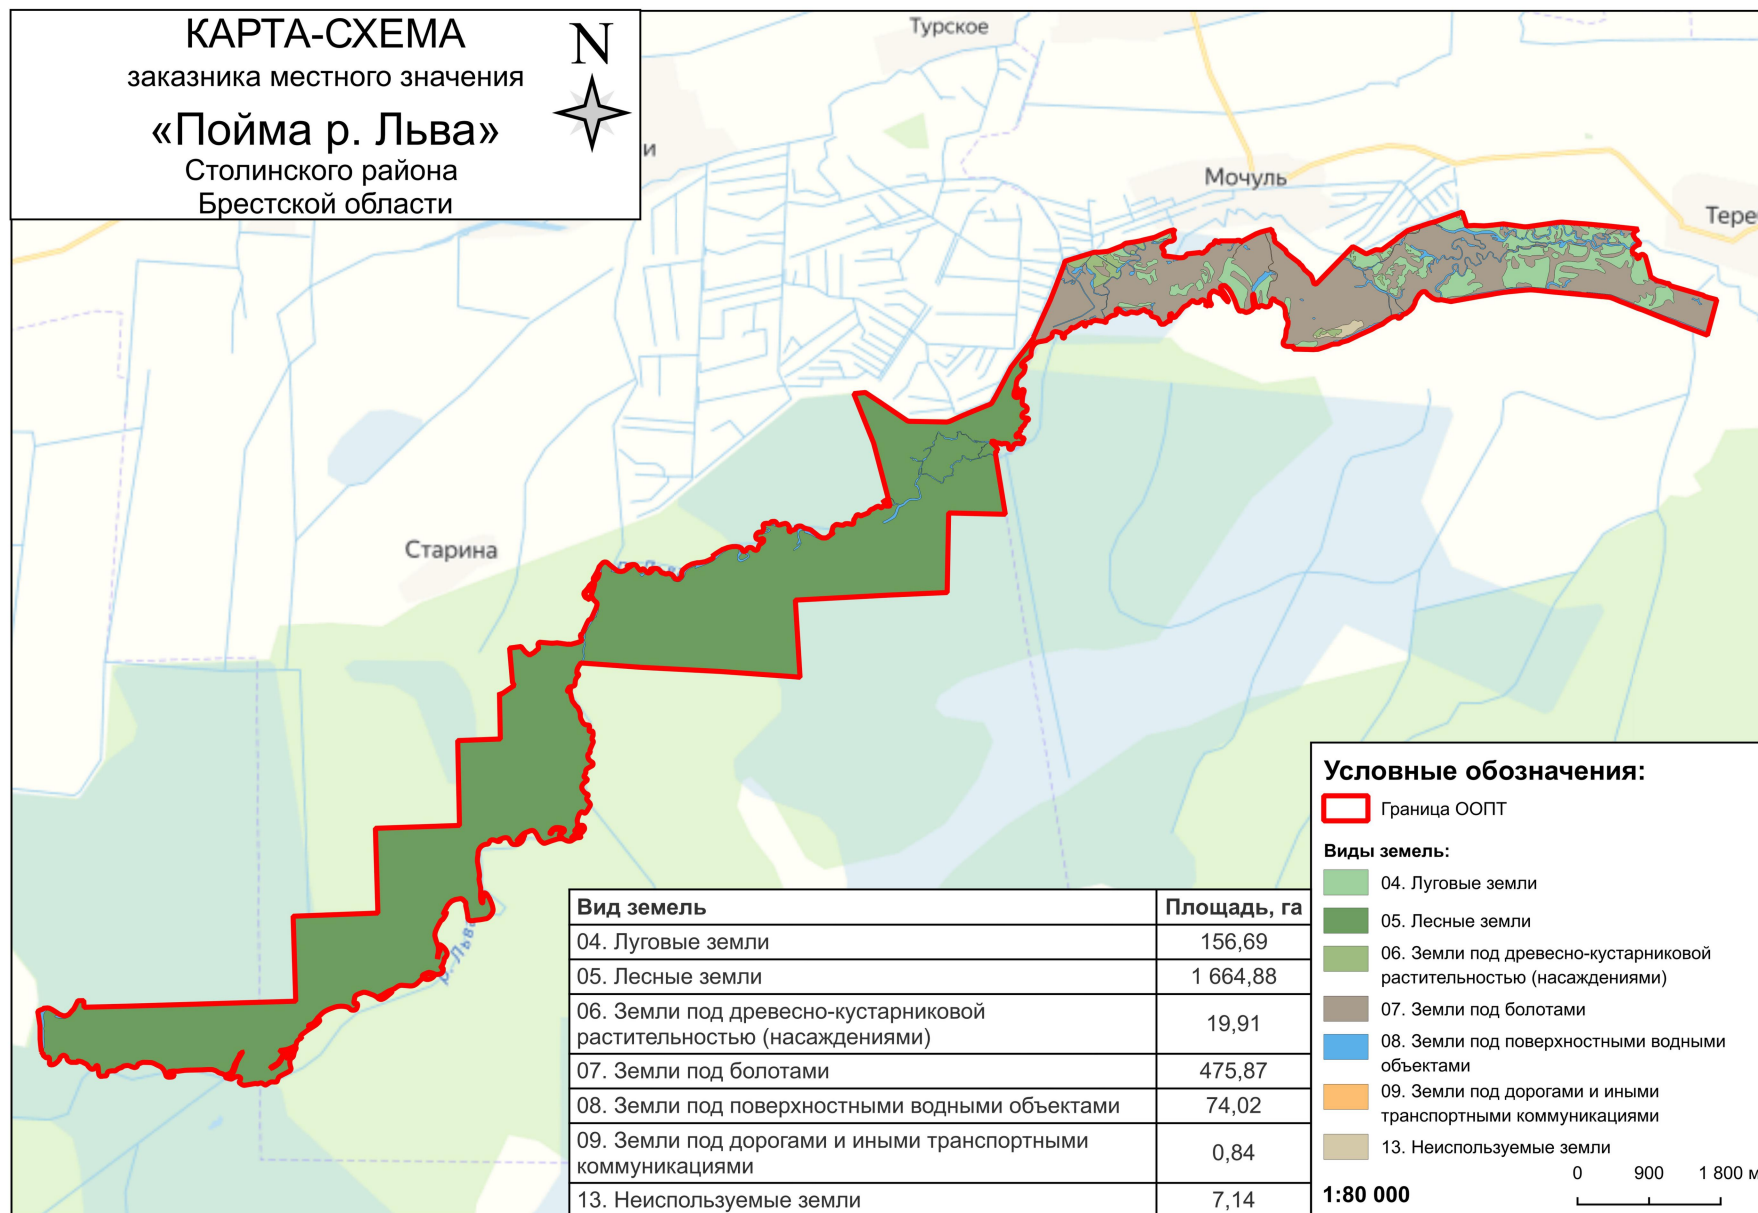 КАРТА-СХЕМА
заказника местного значения
«Пойма р. Льва»
Столинского района
Брестской области
N
Турское
и
Мочуль
Тере
Старина
р. Льва
Вид земель Площадь, га
04. Луговые земли 156,69
05. Лесные земли 1 664,88
06. Земли под древесно-кустарниковой
растительностью (насаждениями) 19,91
07. Земли под болотами 475,87
08. Земли под поверхностными водными объектами 74,02
09. Земли под дорогами и иными транспортными
коммуникациями 0,84
13. Неиспользуемые земли 7,14
Условные обозначения:
Граница ООПТ
Виды земель:
04. Луговые земли
05. Лесные земли
06. Земли под древесно-кустарниковой
растительностью (насаждениями)
07. Земли под болотами
08. Земли под поверхностными водными
объектами
09. Земли под дорогами и иными
транспортными коммуникациями
13. Неиспользуемые земли
0 900 1 800 м
1:80 000